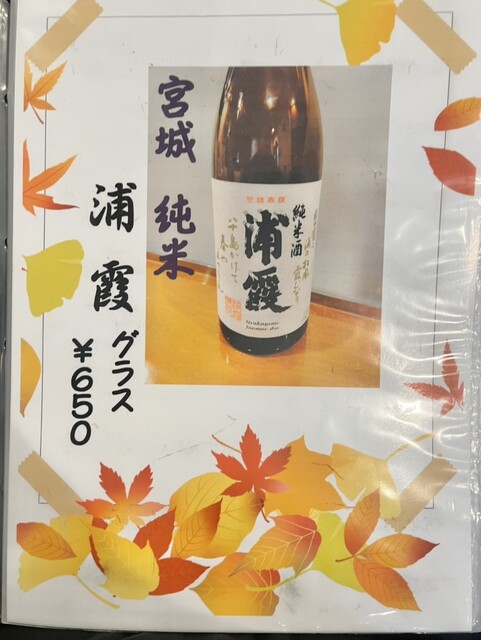 宮城 純米
浦霞 グラス
¥650
純米酒
浦霞